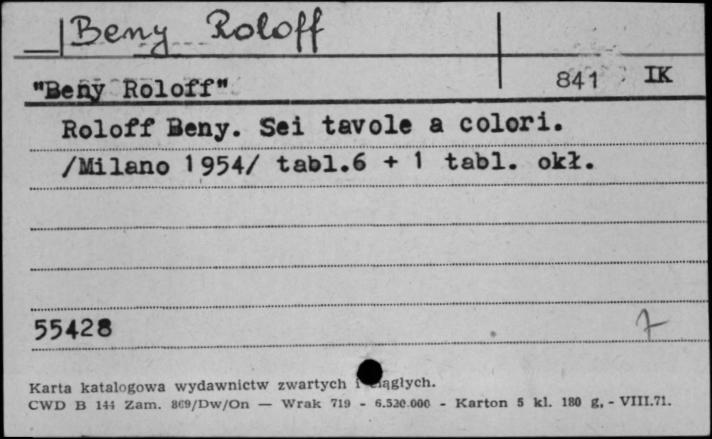 Beny Roloff
"Beny Roloff" 841 IK
Roloff Beny. Sei tavole a colori.
/Milano 1954/ tabl.6 + 1 tabl. okł.
55428 7
Karta katalogowa wydawnictw zwartych i ciąglych.
CWD B 144 Zam. 869/Dw/On — Wrak 719 - 6.520.000 - Karton 5 kl. 180 g, - VIII.71.